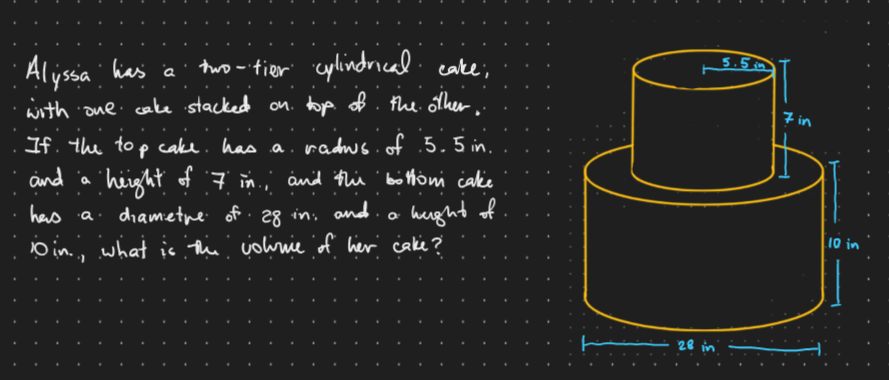 Alyssa has a two-tier cylindrical cake,
with one cake stacked on top of the other.
If the top cake has a radius of 5.5 in.
and a height of 7 in., and the bottom cake
has a diametre of 28 in. and a height of
10 in., what is the volume of her cake?
5.5 in
7 in
10 in
28 in